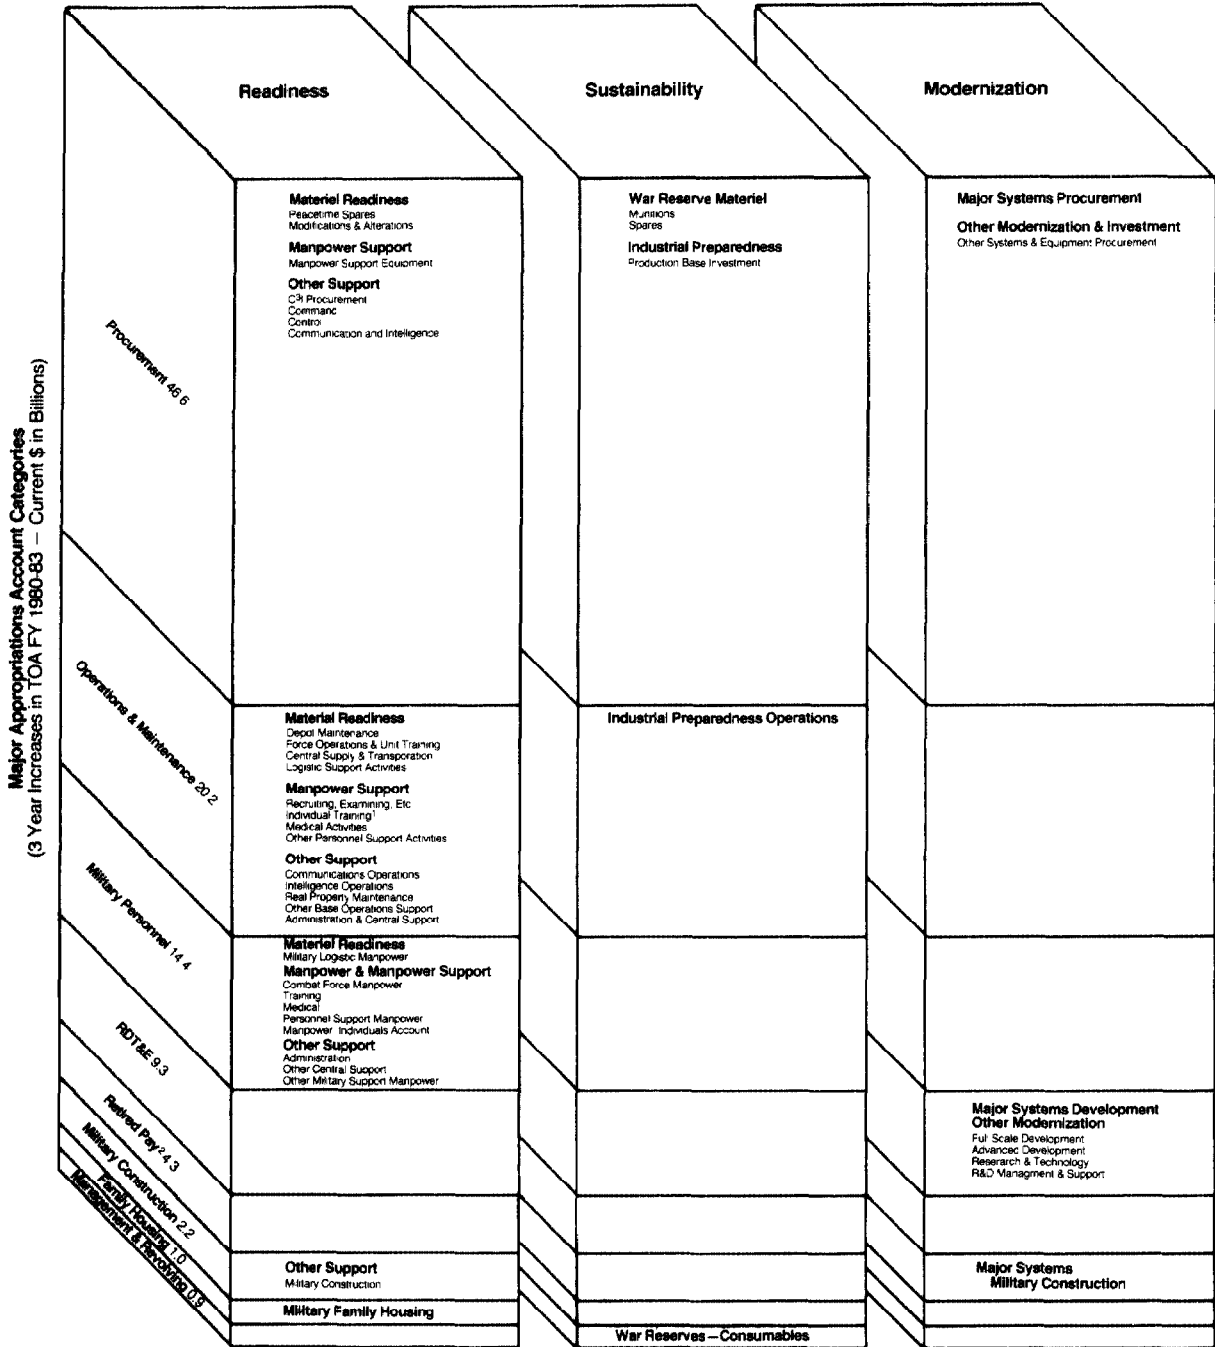 Major Appropriations Account Categories
(3 Year Increases in TOA FY 1980-83 – Current $ in Billions)
Readiness
Sustainability
Modernization
Procurement 46 6
Materiel Readiness
Peacetime Spares
Modifications & Alterations
Manpower Support
Manpower Support Equipment
Other Support
C³I Procurement
Command
Control
Communication and Intelligence
War Reserve Materiel
Munitions
Spares
Industrial Preparedness
Production Base Investment
Major Systems Procurement
Other Modernization & Investment
Other Systems & Equipment Procurement
Operations & Maintenance 20 2
Material Readiness
Depot Maintenance
Force Operations & Unit Training
Central Supply & Transporation
Logistic Support Activities
Manpower Support
Recruiting, Examining, Etc
Individual Training¹
Medical Activities
Other Personnel Support Activities
Other Support
Communications Operations
Intelligence Operations
Real Property Maintenance
Other Base Operations Support
Administration & Central Support
Industrial Preparedness Operations
Military Personnel 14 4
Materiel Readiness
Military Logistic Manpower
Manpower & Manpower Support
Combat Force Manpower
Training
Medical
Personnel Support Manpower
Manpower Individuals Account
Other Support
Administration
Other Central Support
Other Military Support Manpower
RDT&E 9.3
Major Systems Development
Other Modernization
Full Scale Development
Advanced Development
Reserarch & Technology
R&D Managment & Support
Retired Pay² 4.3
Military Construction 2.2
Other Support
Military Construction
Major Systems
Military Construction
Family Housing 1.0
Military Family Housing
Management & Revolving 0.9
War Reserves – Consumables